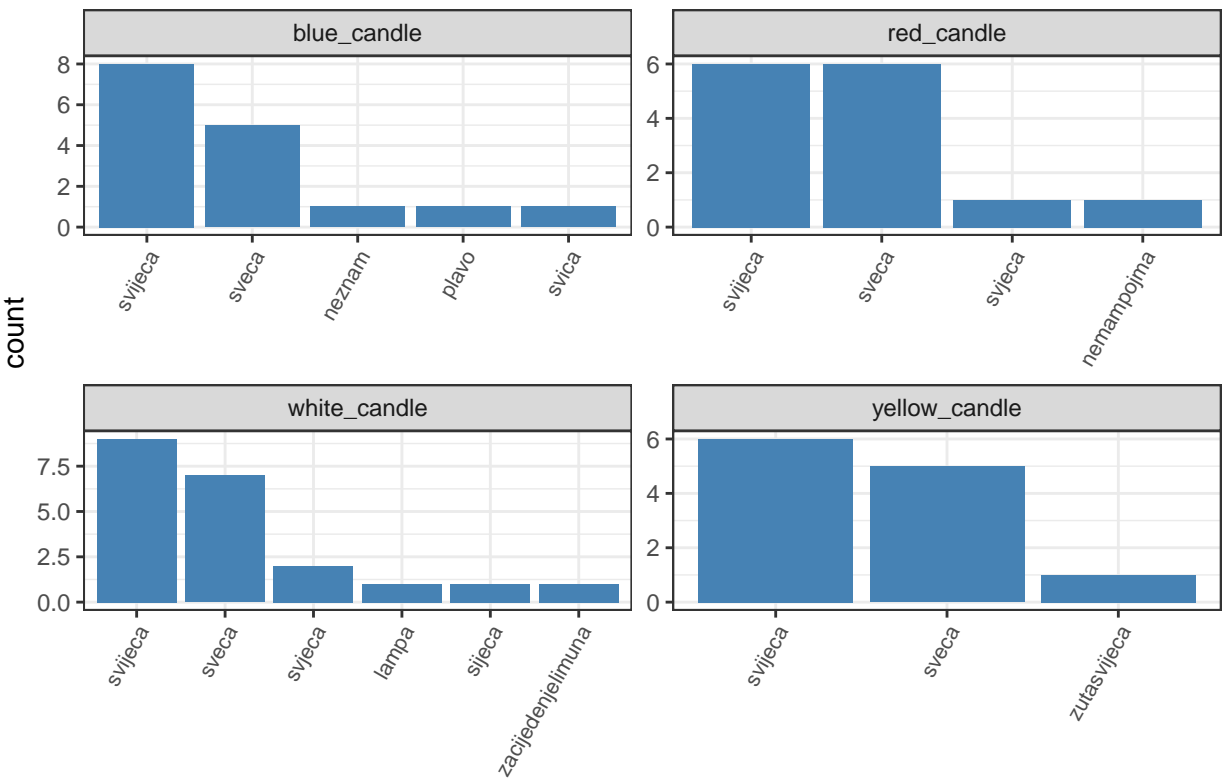 blue_candle
8
6
4
2
0
svijeca
sveca
neznam
plavo
svica
red_candle
6
4
2
0
svijeca
sveca
svjeca
nemampojma
count
white_candle
7.5
5.0
2.5
0.0
svijeca
sveca
svjeca
lampa
sijeca
zacijedenjelimuna
yellow_candle
6
4
2
0
svijeca
sveca
zutasvijeca